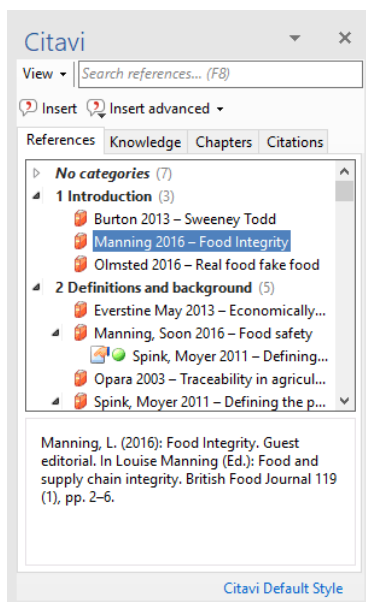 Citavi
View Search references... (F8)
Insert Insert advanced
References Knowledge Chapters Citations
No categories (7)
1 Introduction (3)
Burton 2013 – Sweeney Todd
Manning 2016 – Food Integrity
Olmsted 2016 – Real food fake food
2 Definitions and background (5)
Everstine May 2013 – Economically...
Manning, Soon 2016 – Food safety
Spink, Moyer 2011 – Defining...
Opara 2003 – Traceability in agricul...
Spink, Moyer 2011 – Defining the p...
Manning, L. (2016): Food Integrity. Guest
editorial. In Louise Manning (Ed.): Food and
supply chain integrity. British Food Journal 119
(1), pp. 2–6.
Citavi Default Style